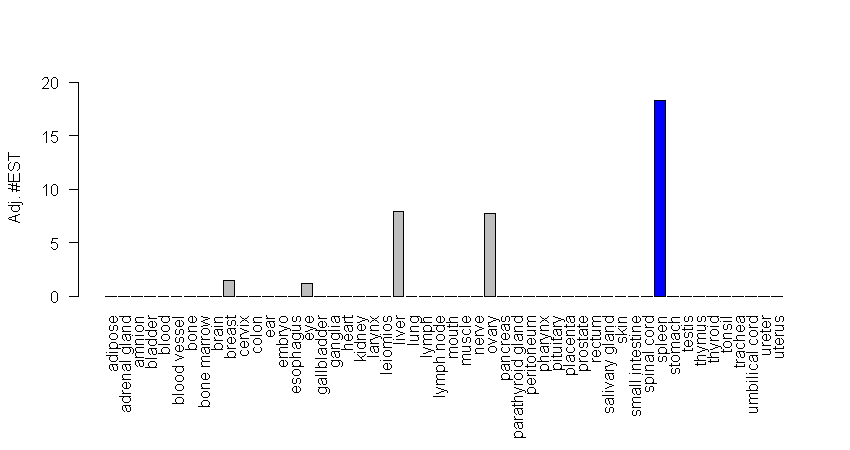 Adj. #EST
20
15
10
5
0
adipose
adrenal gland
amnion
bladder
blood
blood vessel
bone
bone marrow
brain
breast
cervix
colon
ear
embryo
esophagus
eye
gallbladder
ganglia
heart
kidney
larynx
leiomios
liver
lung
lymph
lymph node
mouth
muscle
nerve
ovary
pancreas
parathyroid gland
peritoneum
pharynx
pituitary
placenta
prostate
rectum
salivary gland
skin
small intestine
spinal cord
spleen
stomach
testis
thymus
thyroid
tonsil
trachea
umbilical cord
ureter
uterus